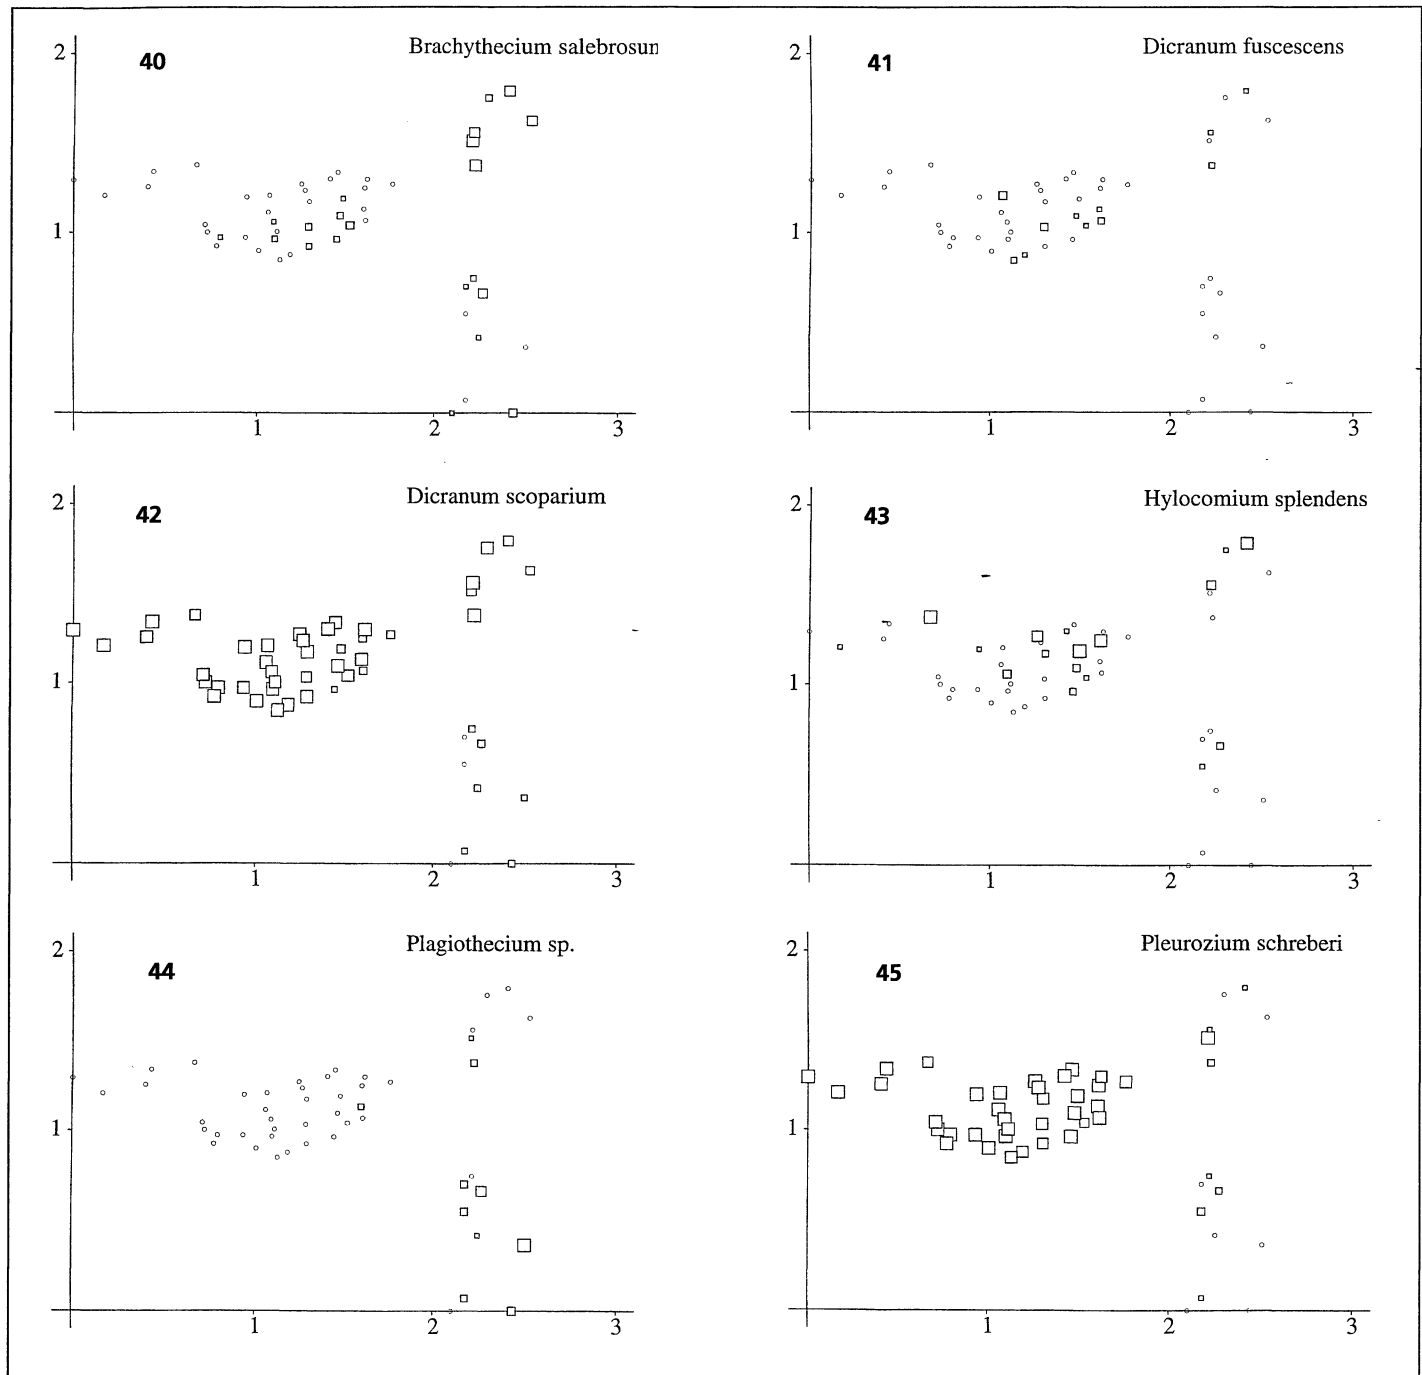 40 Brachythecium salebrosun
2
1
1 2 3
41 Dicranum fuscescens
2
1
1 2 3
42 Dicranum scoparium
2
1
1 2 3
43 Hylocomium splendens
2
1
1 2 3
44 Plagiothecium sp.
2
1
1 2 3
45 Pleurozium schreberi
2
1
1 2 3